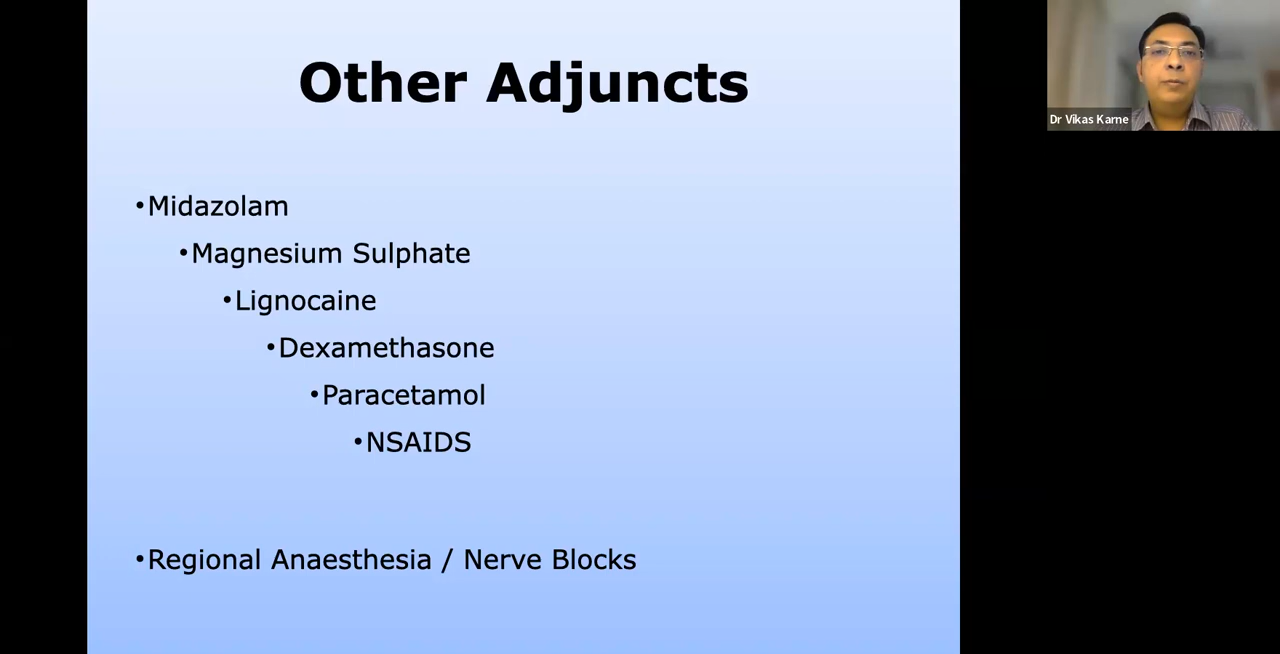 Other Adjuncts
•Midazolam
•Magnesium Sulphate
•Lignocaine
•Dexamethasone
•Paracetamol
•NSAIDS
•Regional Anaesthesia / Nerve Blocks
Dr Vikas Karne